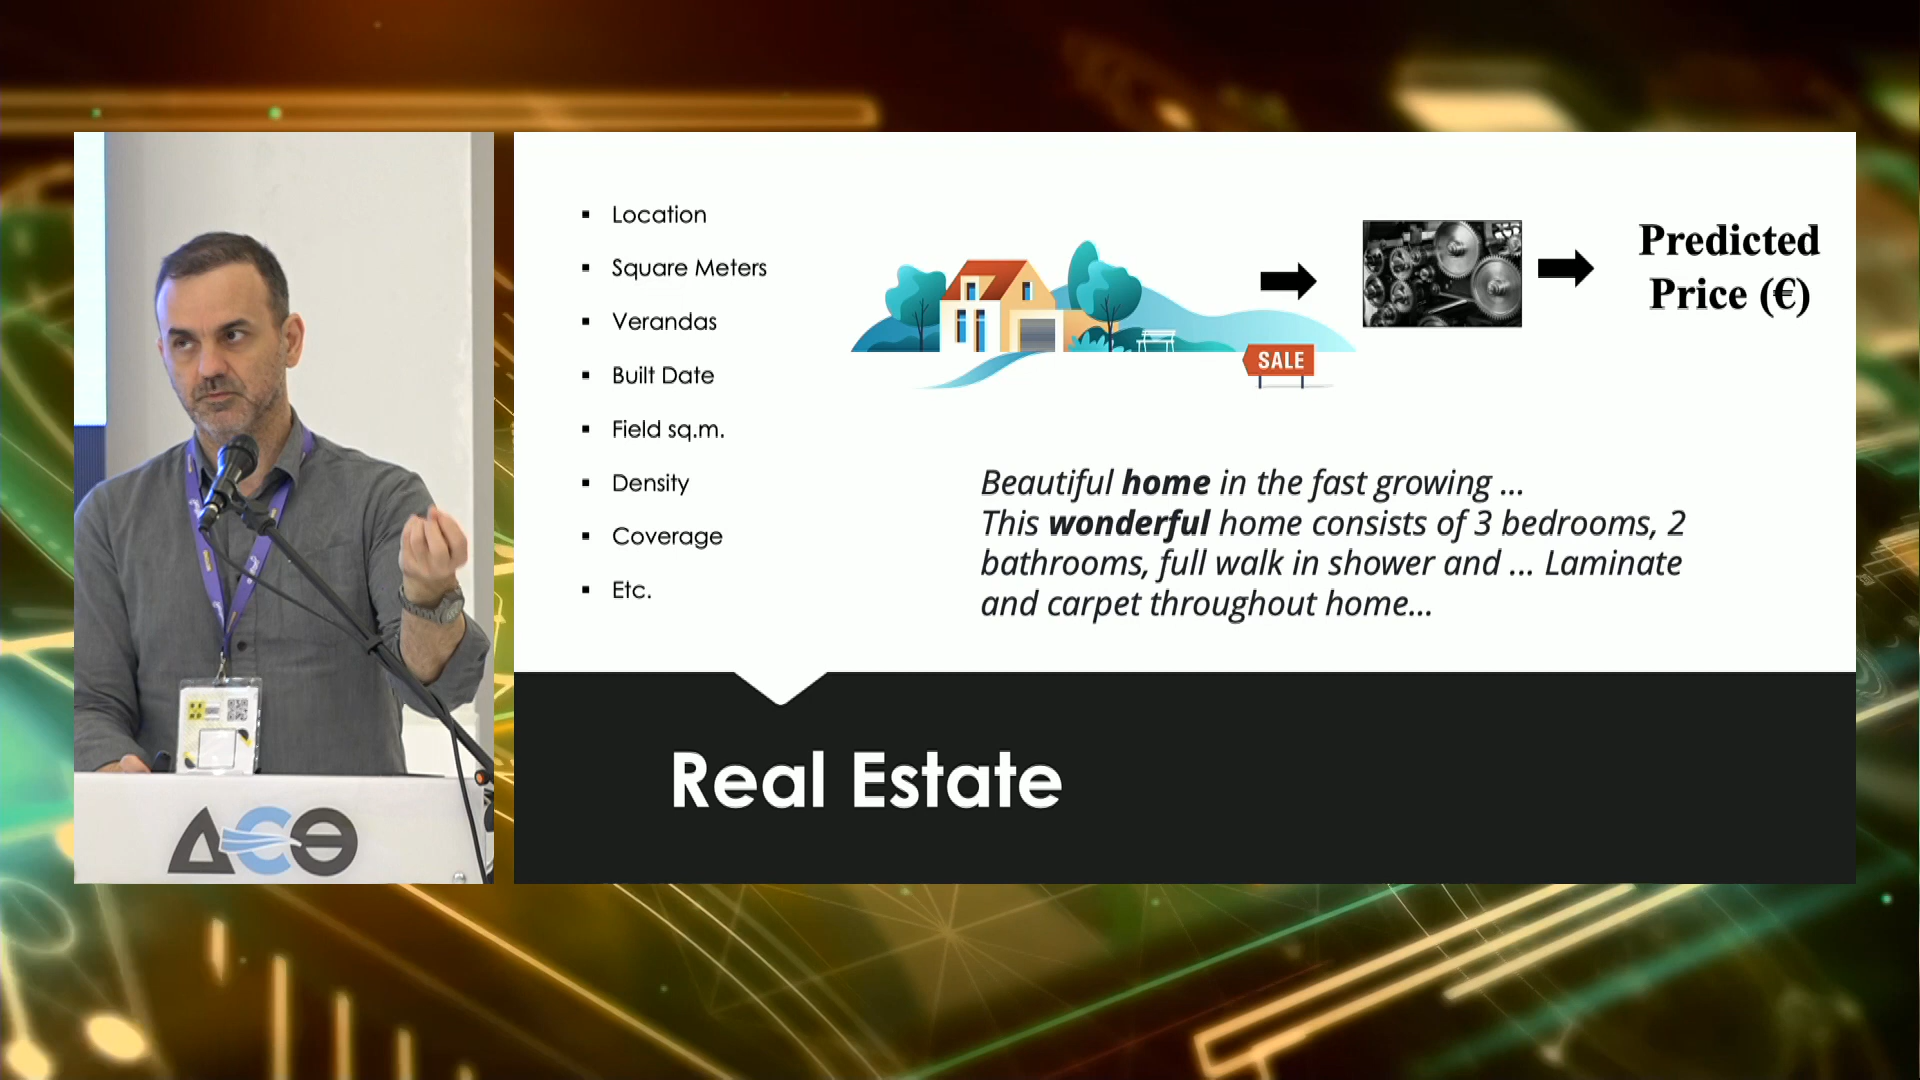 Location
Square Meters
Verandas
Built Date
Field sq.m.
Density
Coverage
Etc.
SALE
Predicted
Price (€)
Beautiful home in the fast growing ...
This wonderful home consists of 3 bedrooms, 2
bathrooms, full walk in shower and ... Laminate
and carpet throughout home...
Real Estate
ΔCΘ